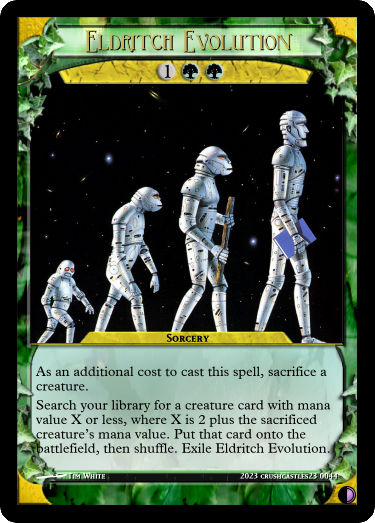 Eldritch Evolution
1
Sorcery
As an additional cost to cast this spell, sacrifice a
creature.
Search your library for a creature card with mana
value X or less, where X is 2 plus the sacrificed
creature's mana value. Put that card onto the
battlefield, then shuffle. Exile Eldritch Evolution.
Tim White
2023 crushcastles23 0044